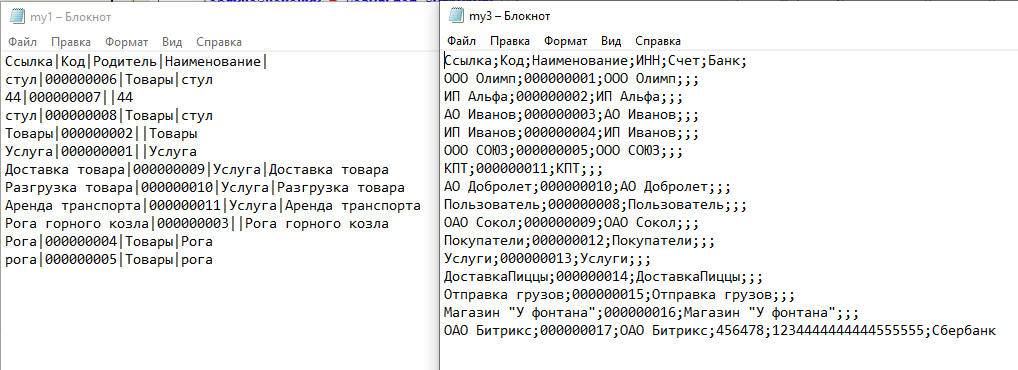 my1 – Блокнот
Файл Правка Формат Вид Справка
Ссылка|Код|Родитель|Наименование|
стул|000000006|Товары|стул
44|000000007||44
стул|000000008|Товары|стул
Товары|000000002||Товары
Услуга|000000001||Услуга
Доставка товара|000000009|Услуга|Доставка товара
Разгрузка товара|000000010|Услуга|Разгрузка товара
Аренда транспорта|000000011|Услуга|Аренда транспорта
Рога горного козла|000000003||Рога горного козла
Рога|000000004|Товары|Рога
рога|000000005|Товары|рога
my3 – Блокнот
Файл Правка Формат Вид Справка
Ссылка;Код;Наименование;ИНН;Счет;Банк;
ООО Олимп;000000001;ООО Олимп;;;
ИП Альфа;000000002;ИП Альфа;;;
АО Иванов;000000003;АО Иванов;;;
ИП Иванов;000000004;ИП Иванов;;;
ООО СОЮЗ;000000005;ООО СОЮЗ;;;
КПТ;000000011;КПТ;;;
АО Добролет;000000010;АО Добролет;;;
Пользователь;000000008;Пользователь;;;
ОАО Сокол;000000009;ОАО Сокол;;;
Покупатели;000000012;Покупатели;;;
Услуги;000000013;Услуги;;;
ДоставкаПиццы;000000014;ДоставкаПиццы;;;
Отправка грузов;000000015;Отправка грузов;;;
Магазин "У фонтана";000000016;Магазин "У фонтана";;;
ОАО Битрикс;000000017;ОАО Битрикс;456478;1234444444444555555;Сбербанк